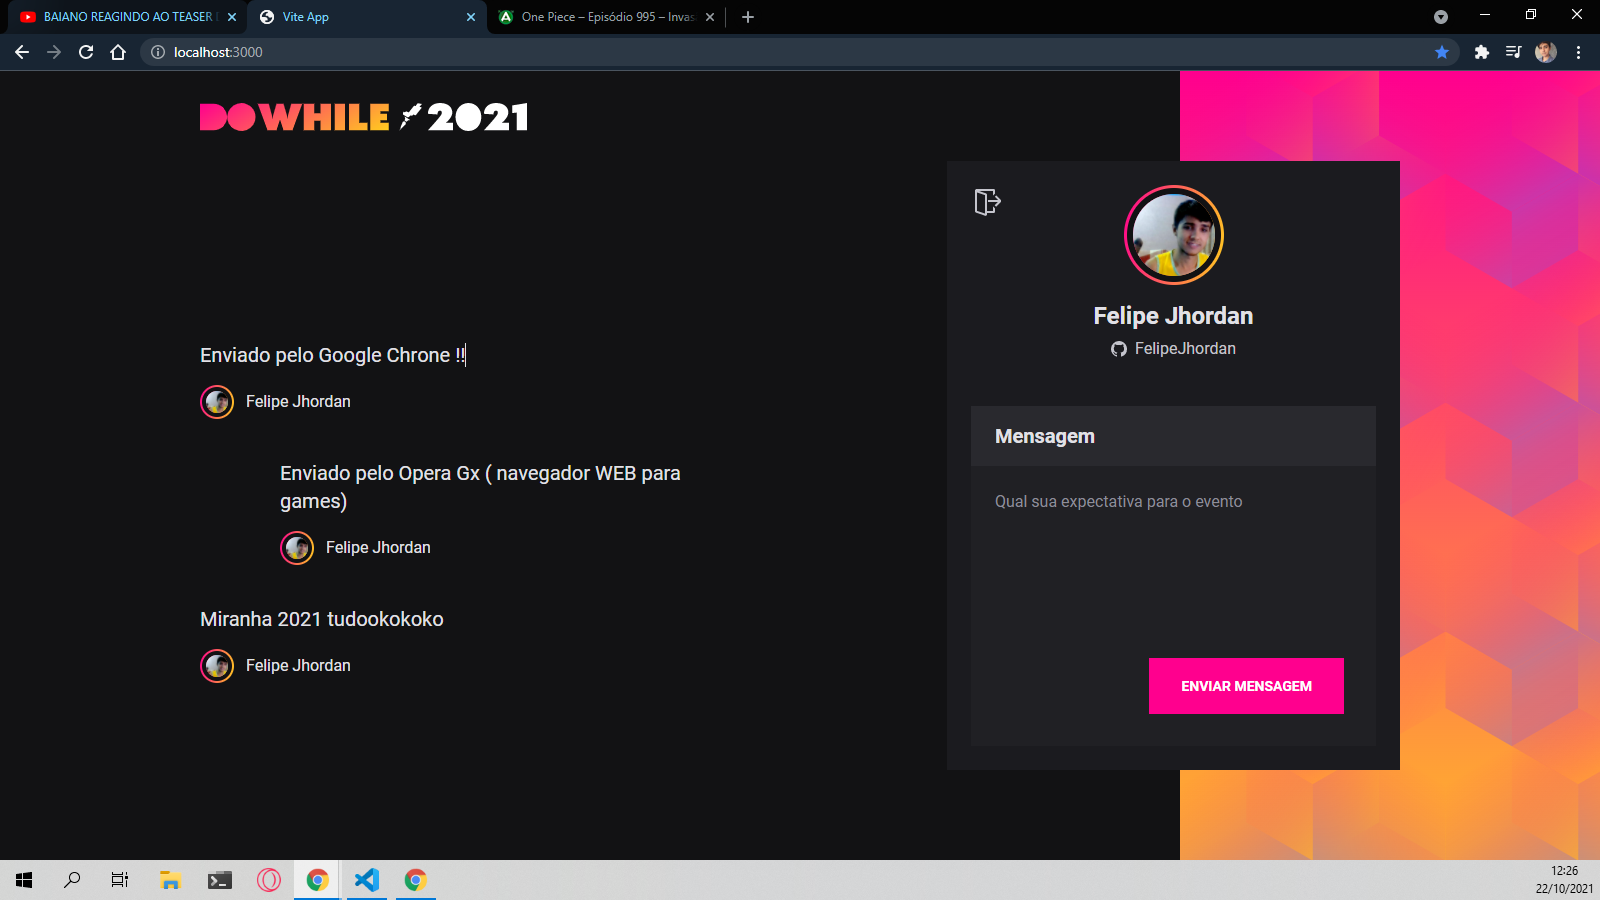 BAIANO REAGINDO AO TEASER
Vite App
One Piece – Episódio 995 – Invas
localhost:3000
DOWHILE 2021
Enviado pelo Google Chrone !!
Felipe Jhordan
Enviado pelo Opera Gx ( navegador WEB para
games)
Felipe Jhordan
Miranha 2021 tudookokoko
Felipe Jhordan
Felipe Jhordan
FelipeJhordan
Mensagem
Qual sua expectativa para o evento
ENVIAR MENSAGEM
12:26
22/10/2021